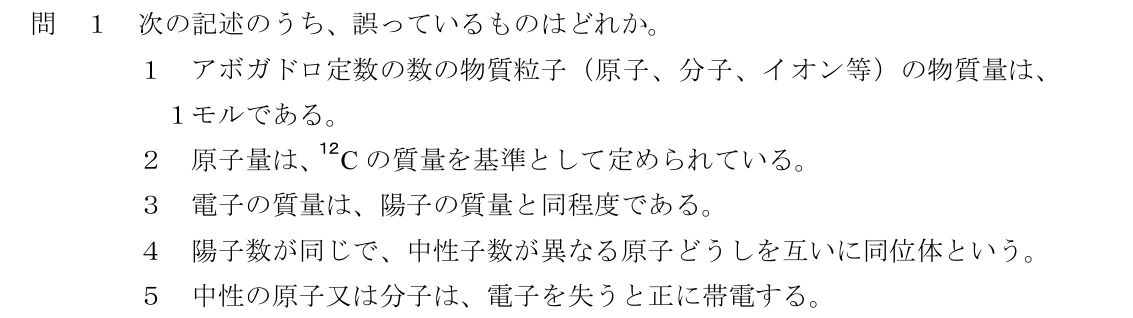 問　１　次の記述のうち、誤っているものはどれか。
１　アボガドロ定数の数の物質粒子（原子、分子、イオン等）の物質量は、
１モルである。
２　原子量は、¹²C の質量を基準として定められている。
３　電子の質量は、陽子の質量と同程度である。
４　陽子数が同じで、中性子数が異なる原子どうしを互いに同位体という。
５　中性の原子又は分子は、電子を失うと正に帯電する。